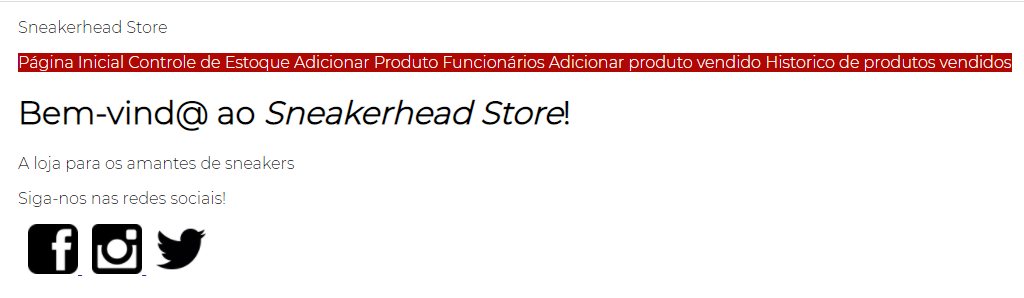 Sneakerhead Store
Página Inicial Controle de Estoque Adicionar Produto Funcionários Adicionar produto vendido Historico de produtos vendidos
Bem-vind@ ao Sneakerhead Store!
A loja para os amantes de sneakers
Siga-nos nas redes sociais!